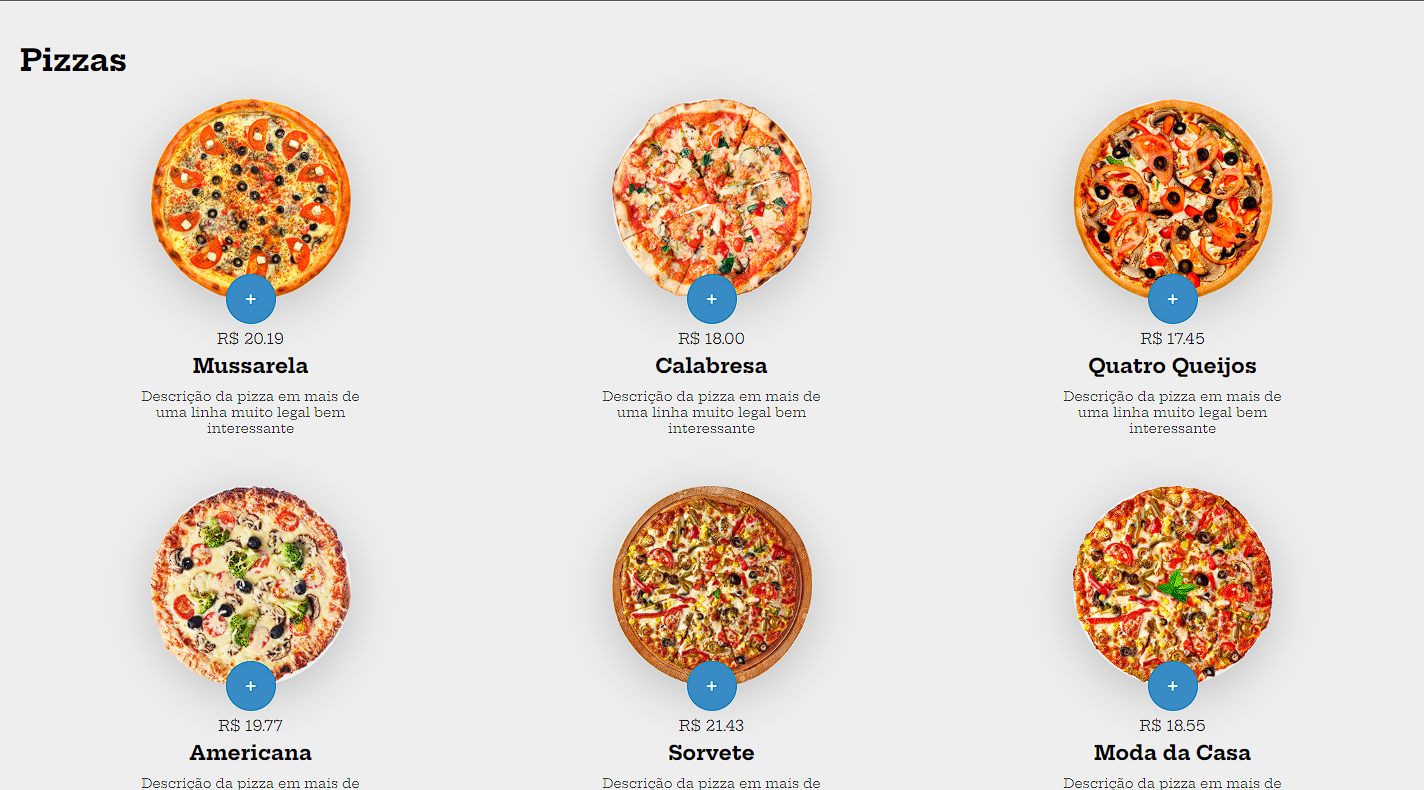 Pizzas
+
+
+
R$ 20.19
R$ 18.00
R$ 17.45
Mussarela
Calabresa
Quatro Queijos
Descrição da pizza em mais de
uma linha muito legal bem
interessante
Descrição da pizza em mais de
uma linha muito legal bem
interessante
Descrição da pizza em mais de
uma linha muito legal bem
interessante
+
+
+
R$ 19.77
R$ 21.43
R$ 18.55
Americana
Sorvete
Moda da Casa
Descrição da pizza em mais de
Descrição da pizza em mais de
Descrição da pizza em mais de